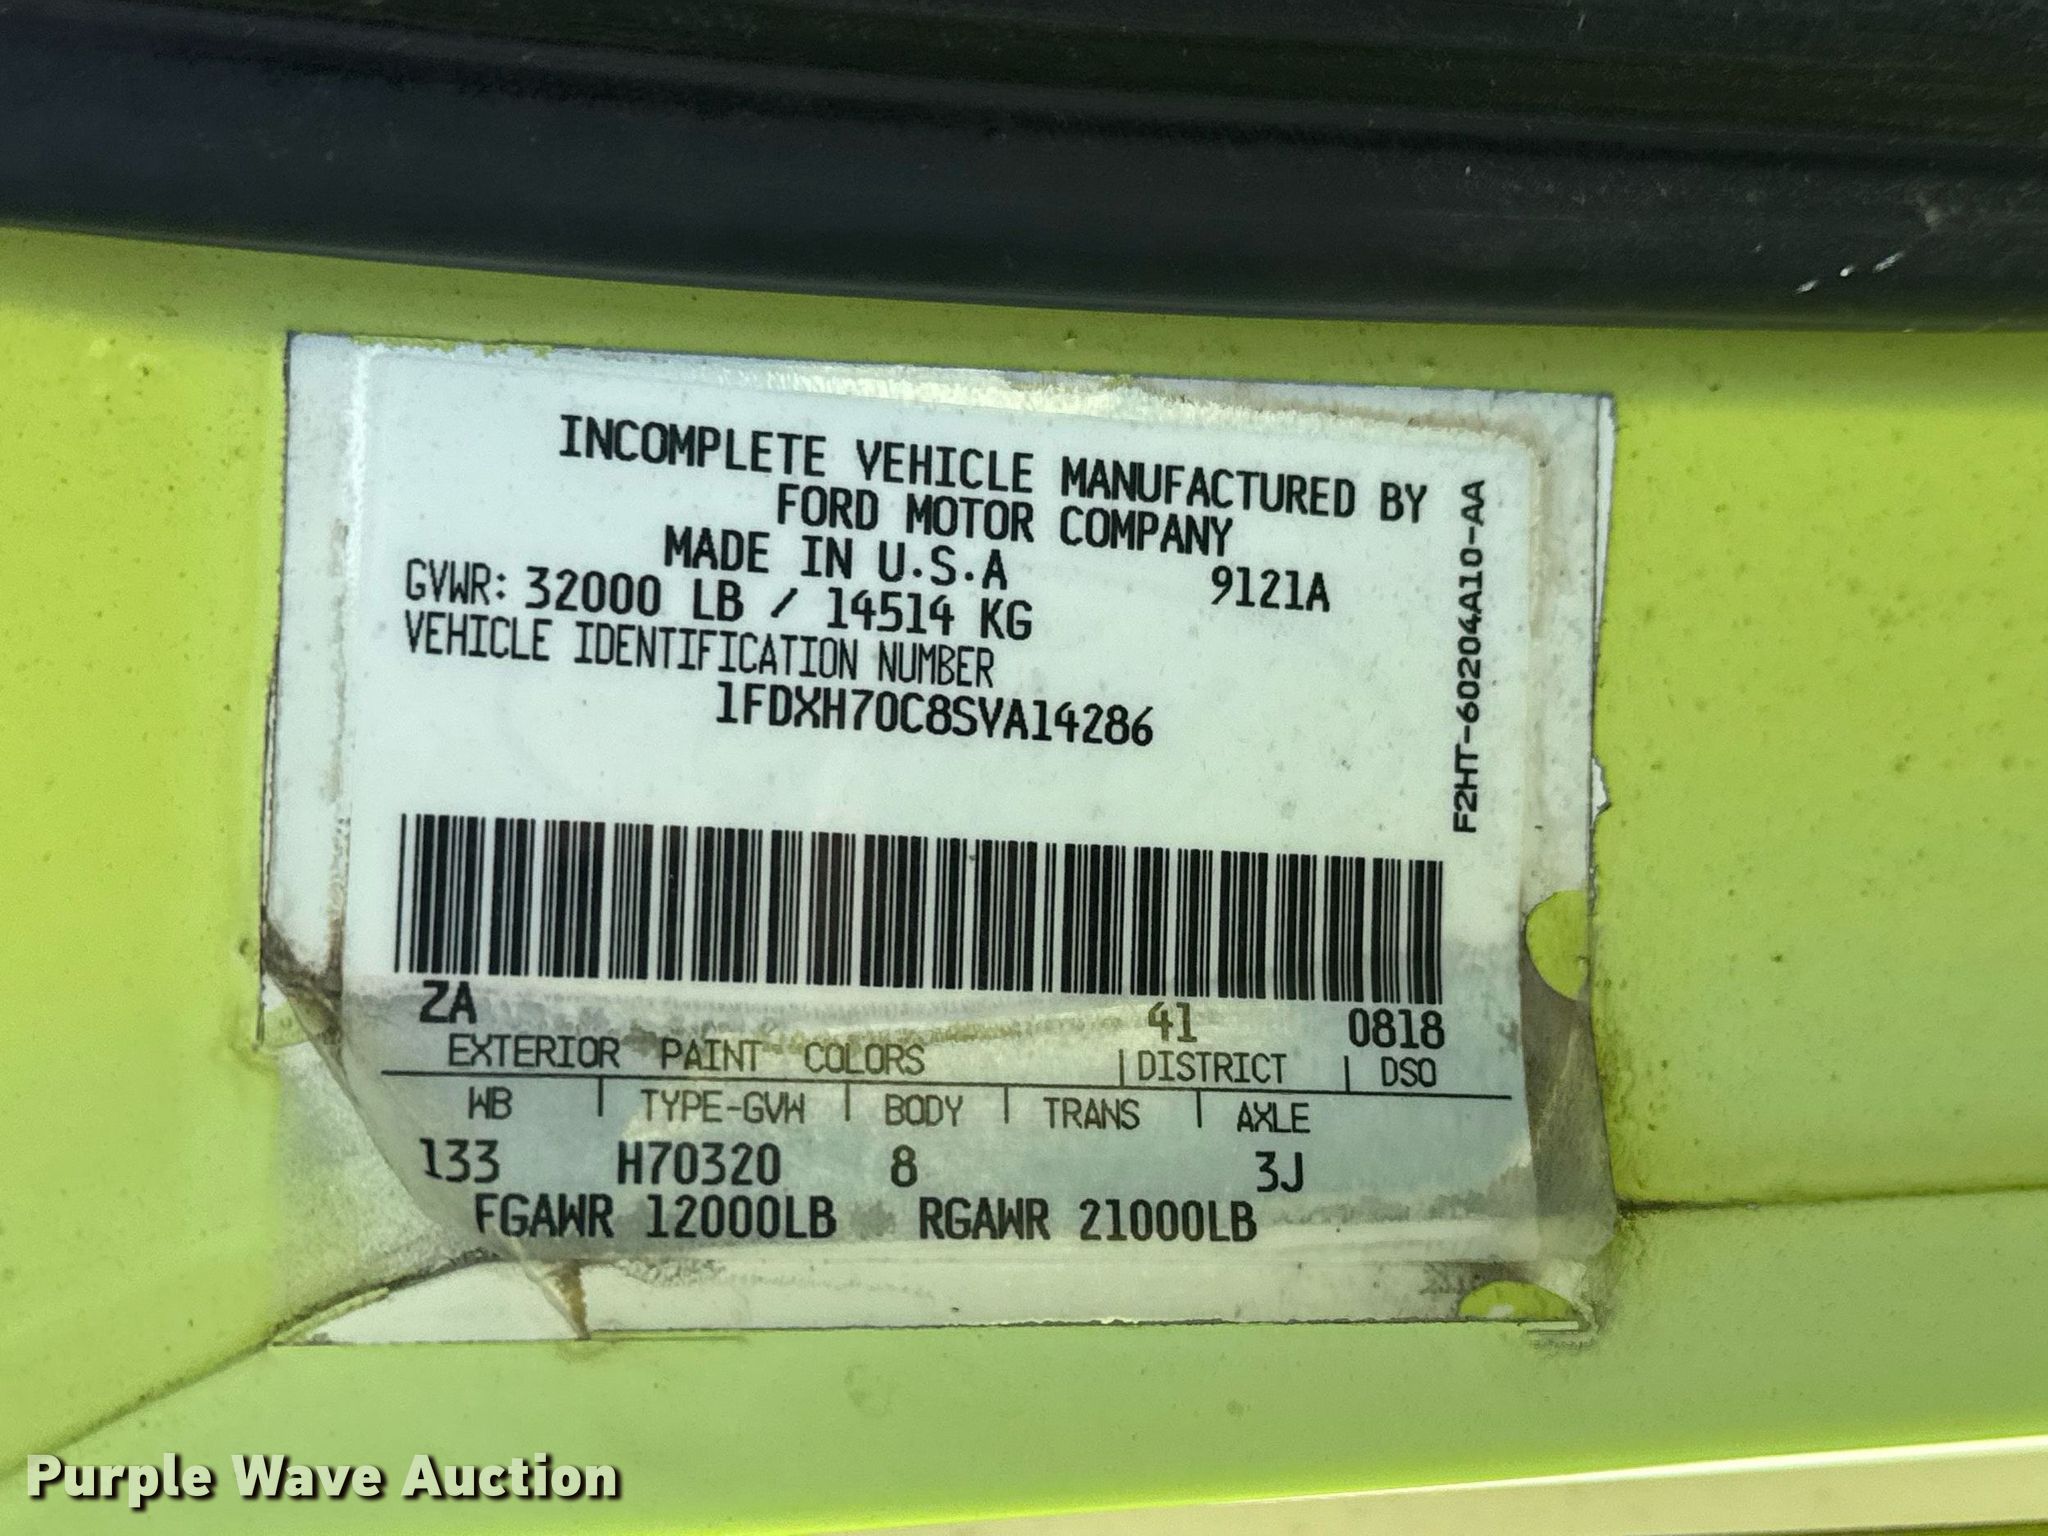 INCOMPLETE VEHICLE MANUFACTURED BY
FORD MOTOR COMPANY
MADE IN U.S.A
9121A
GVWR: 32000 LB / 14514 KG
VEHICLE IDENTIFICATION NUMBER
1FDXH70C8SVA14286
F2HT-60204A10-AA
ZA 41 0818
EXTERIOR PAINT COLORS | DISTRICT | DSO
WB | TYPE-GVW | BODY | TRANS | AXLE
133 H70320 8 3J
FGAWR 12000LB RGAWR 21000LB
Purple Wave Auction